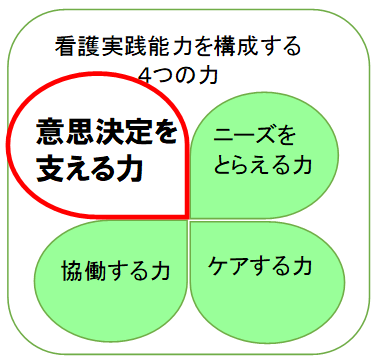 看護実践能力を構成する
４つの力
意思決定を
支える力
ニーズを
とらえる力
協働する力
ケアする力